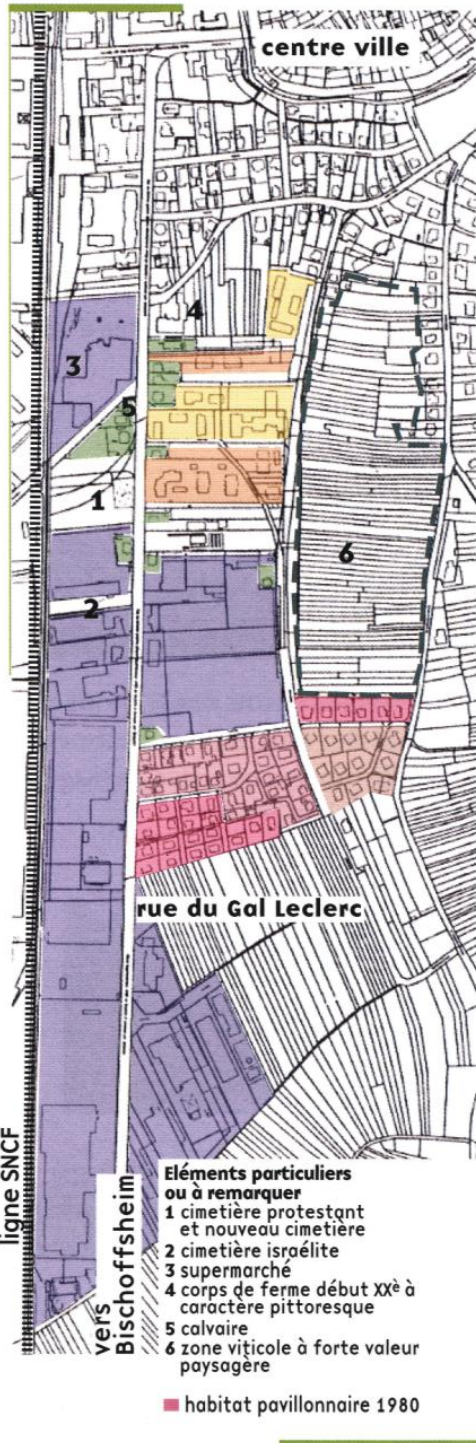 centre ville
4
3
5
1
6
2
rue du Gal Leclerc
ligne SNCF
vers
Bischoffsheim
Eléments particuliers
ou à remarquer
1 cimetière protestant
et nouveau cimetière
2 cimetière israélite
3 supermarché
4 corps de ferme début XXè à
caractère pittoresque
5 calvaire
6 zone viticole à forte valeur
paysagère
habitat pavillonnaire 1980